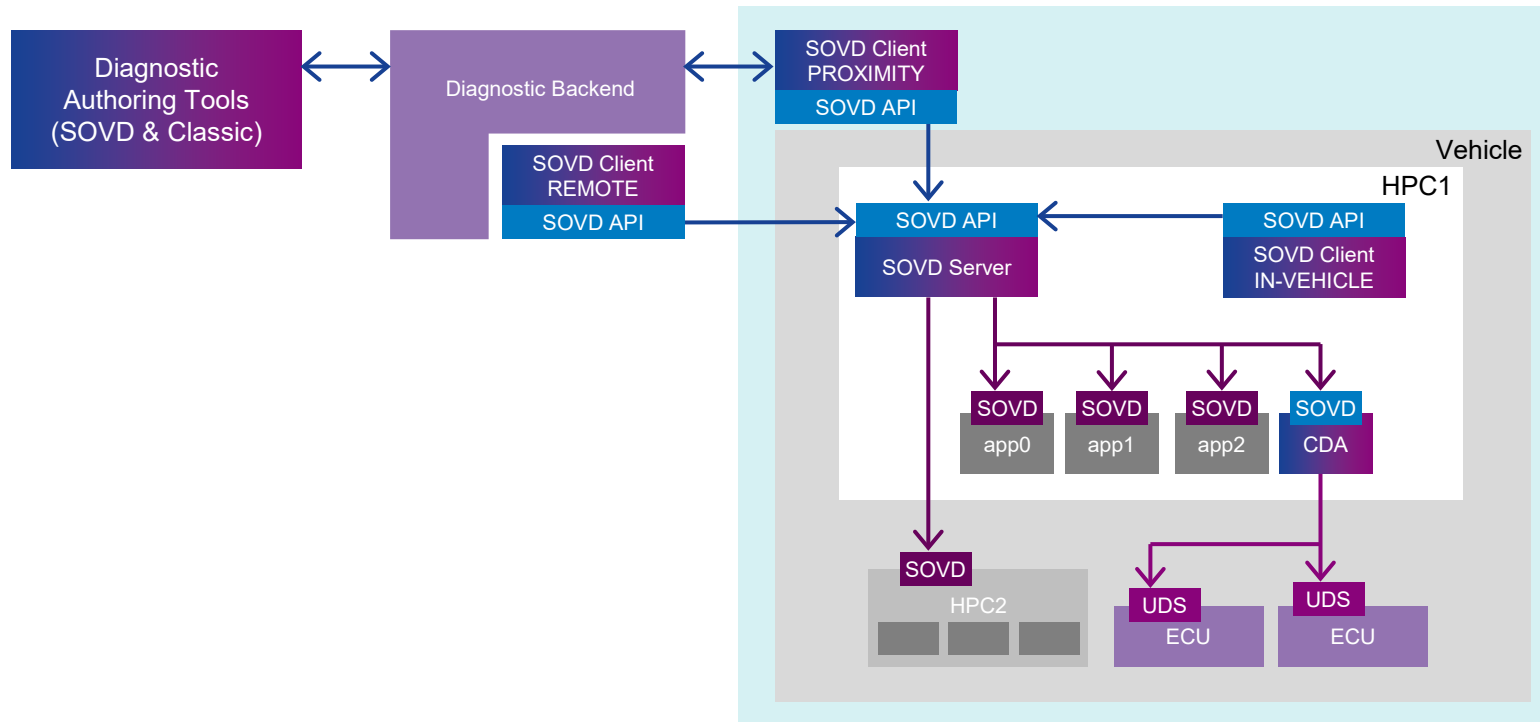 Diagnostic
Authoring Tools
(SOVD & Classic)
Diagnostic Backend
SOVD Client
REMOTE
SOVD API
SOVD Client
PROXIMITY
SOVD API
Vehicle
HPC1
SOVD API
SOVD Server
SOVD API
SOVD Client
IN-VEHICLE
SOVD
app0
SOVD
app1
SOVD
app2
SOVD
CDA
SOVD
HPC2
UDS
ECU
UDS
ECU